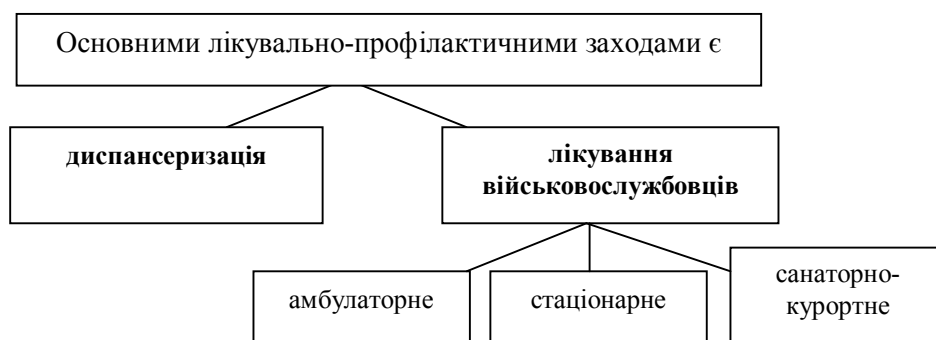 Основними лікувально-профілактичними заходами є
диспансеризація
лікування
військовослужбовців
амбулаторне
стаціонарне
санаторно-
курортне